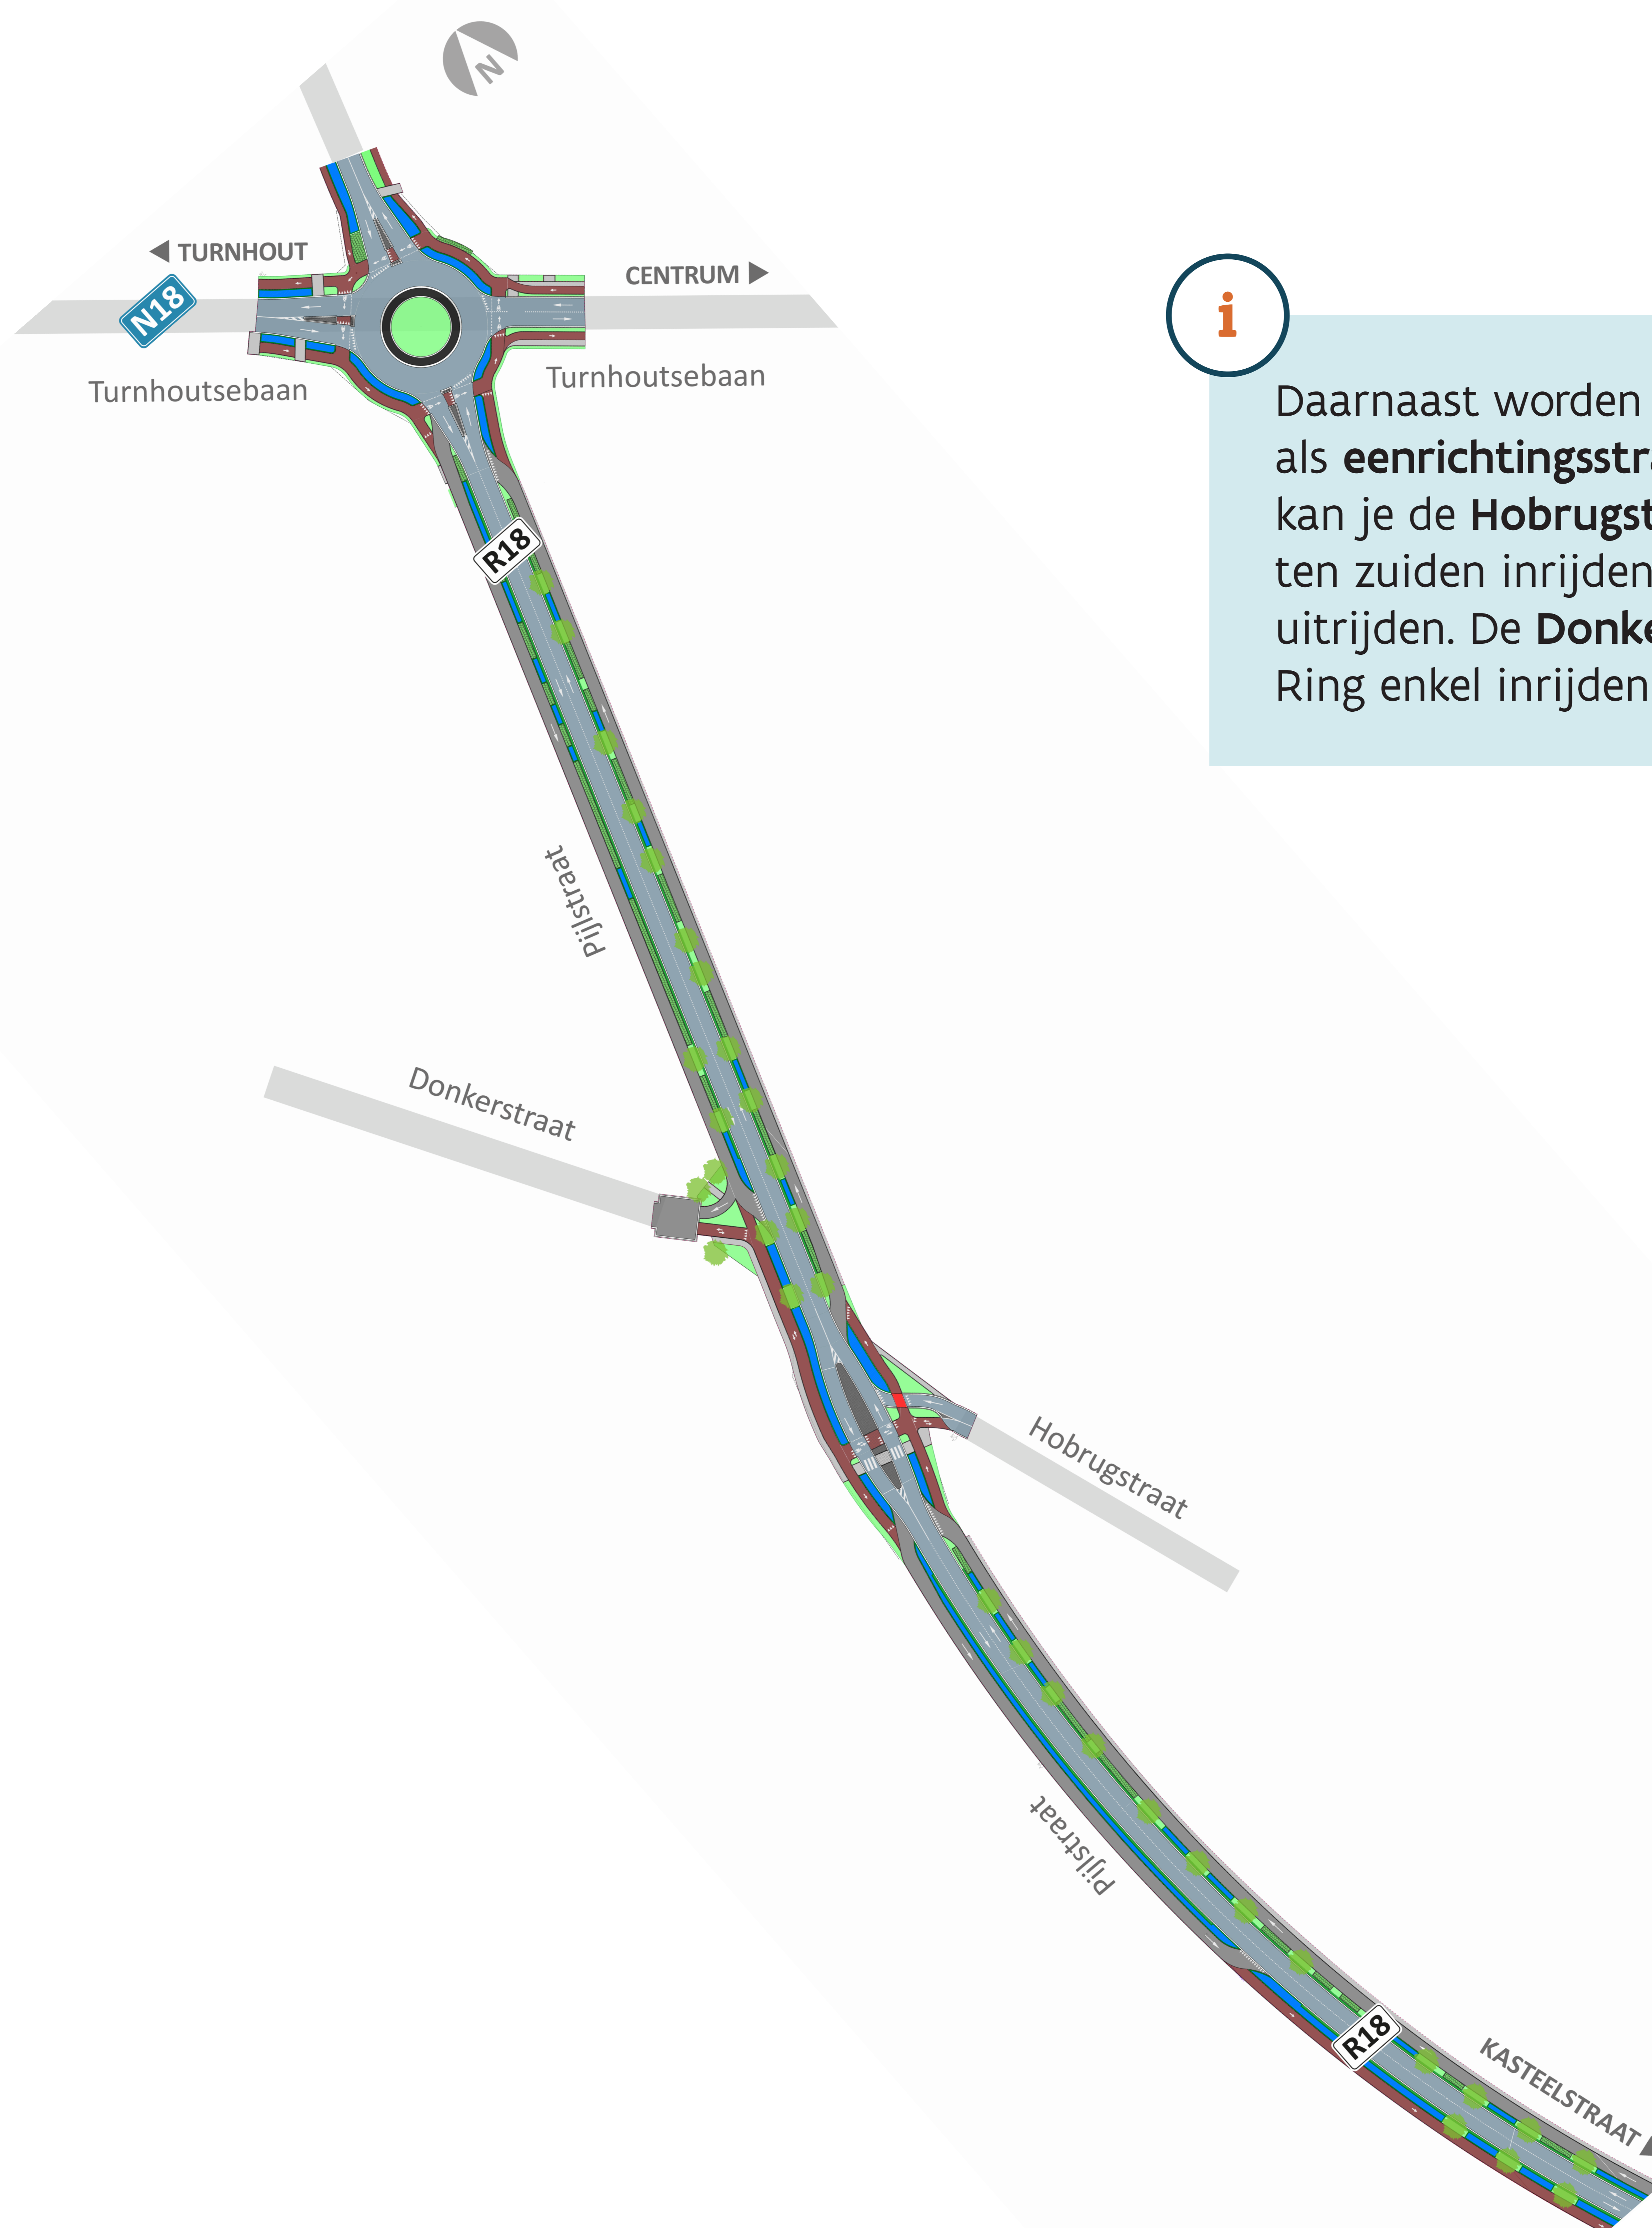 N
TURNHOUT
CENTRUM
N18
Turnhoutsebaan
Turnhoutsebaan
i
Daarnaast worden
als eenrichtingsstra
kan je de Hobrugst
ten zuiden inrijden
uitrijden. De Donke
Ring enkel inrijden
R18
Pijlstraat
Donkerstraat
Hobrugstraat
Pijlstraat
R18
KASTEELSTRAAT